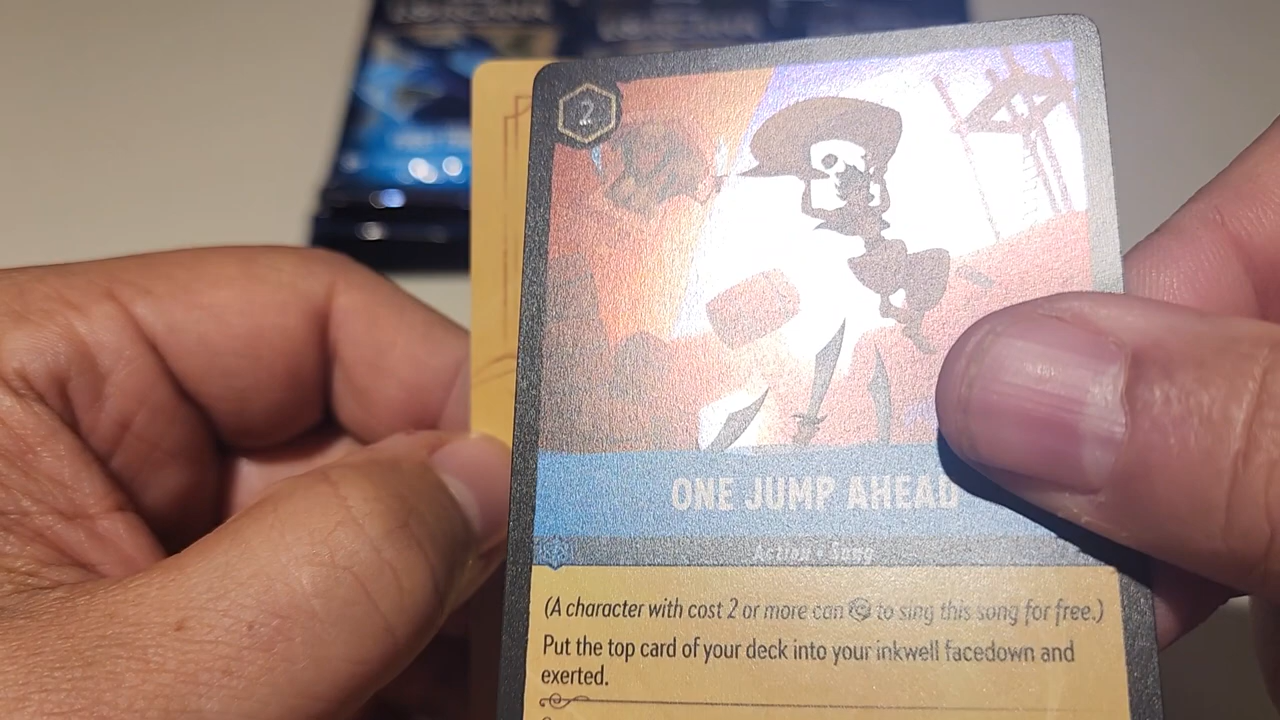 LORCANA
2
ONE JUMP AHEAD
Action • Song
(A character with cost 2 or more can to sing this song for free.)
Put the top card of your deck into your inkwell facedown and
exerted.